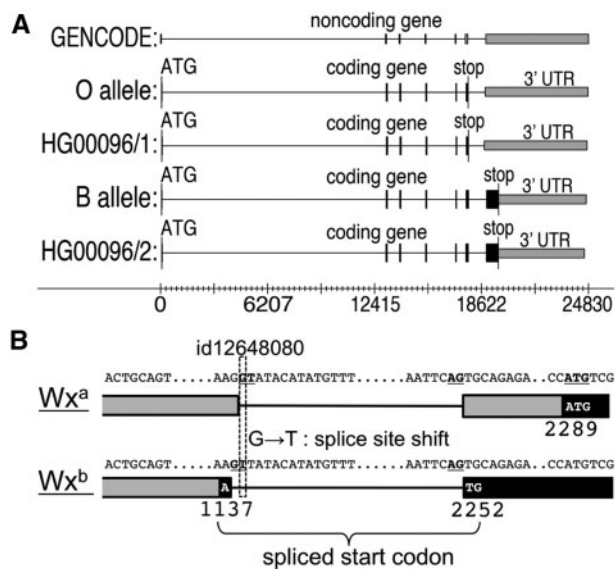 A
noncoding gene
GENCODE:
ATG coding gene stop
O allele: 3' UTR
ATG coding gene stop
HG00096/1: 3' UTR
ATG coding gene stop
B allele: 3' UTR
ATG coding gene stop
HG00096/2: 3' UTR
0 6207 12415 18622 24830
B
id12648080
ACTGCAGT.....AAGGTATACATATGTTT.....AATTCAGTGCAGAGA..CCATGTCG
Wxa
ATG
2289
G→T : splice site shift
ACTGCAGT.....AAGTTATACATATGTTT.....AATTCAGTGCAGAGA..CCATGTCG
Wxb
A TG
1137 2252
spliced start codon